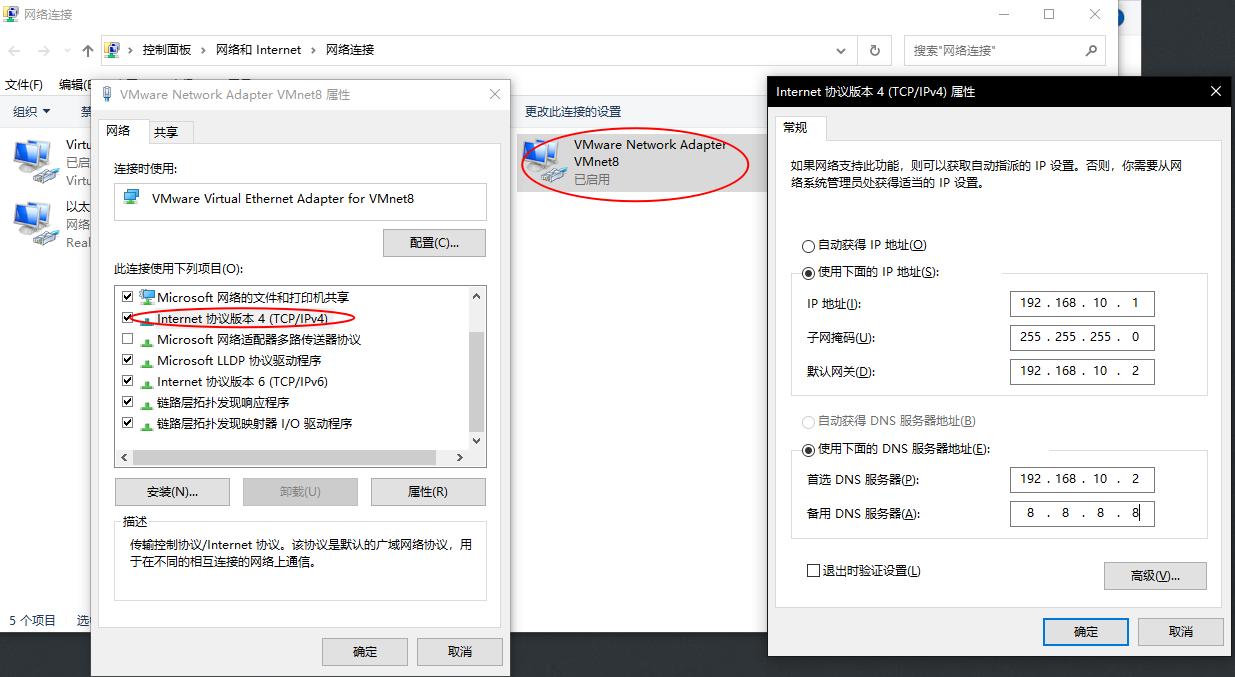 网络连接
控制面板 › 网络和 Internet › 网络连接
搜索"网络连接"
文件(F) 编辑(E
组织
更改此连接的设置
Virtu
已启
Virtu
以太
网络
Real
VMware Network Adapter
VMnet8
已启用
5 个项目
VMware Network Adapter VMnet8 属性
网络
共享
连接时使用:
VMware Virtual Ethernet Adapter for VMnet8
配置(C)...
此连接使用下列项目(O):
Microsoft 网络的文件和打印机共享
Internet 协议版本 4 (TCP/IPv4)
Microsoft 网络适配器多路传送器协议
Microsoft LLDP 协议驱动程序
Internet 协议版本 6 (TCP/IPv6)
链路层拓扑发现响应程序
链路层拓扑发现映射器 I/O 驱动程序
安装(N)...
卸载(U)
属性(R)
描述
传输控制协议/Internet 协议。该协议是默认的广域网络协议，用
于在不同的相互连接的网络上通信。
确定
取消
Internet 协议版本 4 (TCP/IPv4) 属性
常规
如果网络支持此功能，则可以获取自动指派的 IP 设置。否则，你需要从网
络系统管理员处获得适当的 IP 设置。
自动获得 IP 地址(O)
使用下面的 IP 地址(S):
IP 地址(I):
192 . 168 . 10 . 1
子网掩码(U):
255 . 255 . 255 . 0
默认网关(D):
192 . 168 . 10 . 2
自动获得 DNS 服务器地址(B)
使用下面的 DNS 服务器地址(E):
首选 DNS 服务器(P):
192 . 168 . 10 . 2
备用 DNS 服务器(A):
8 . 8 . 8 . 8
退出时验证设置(L)
高级(V)...
确定
取消